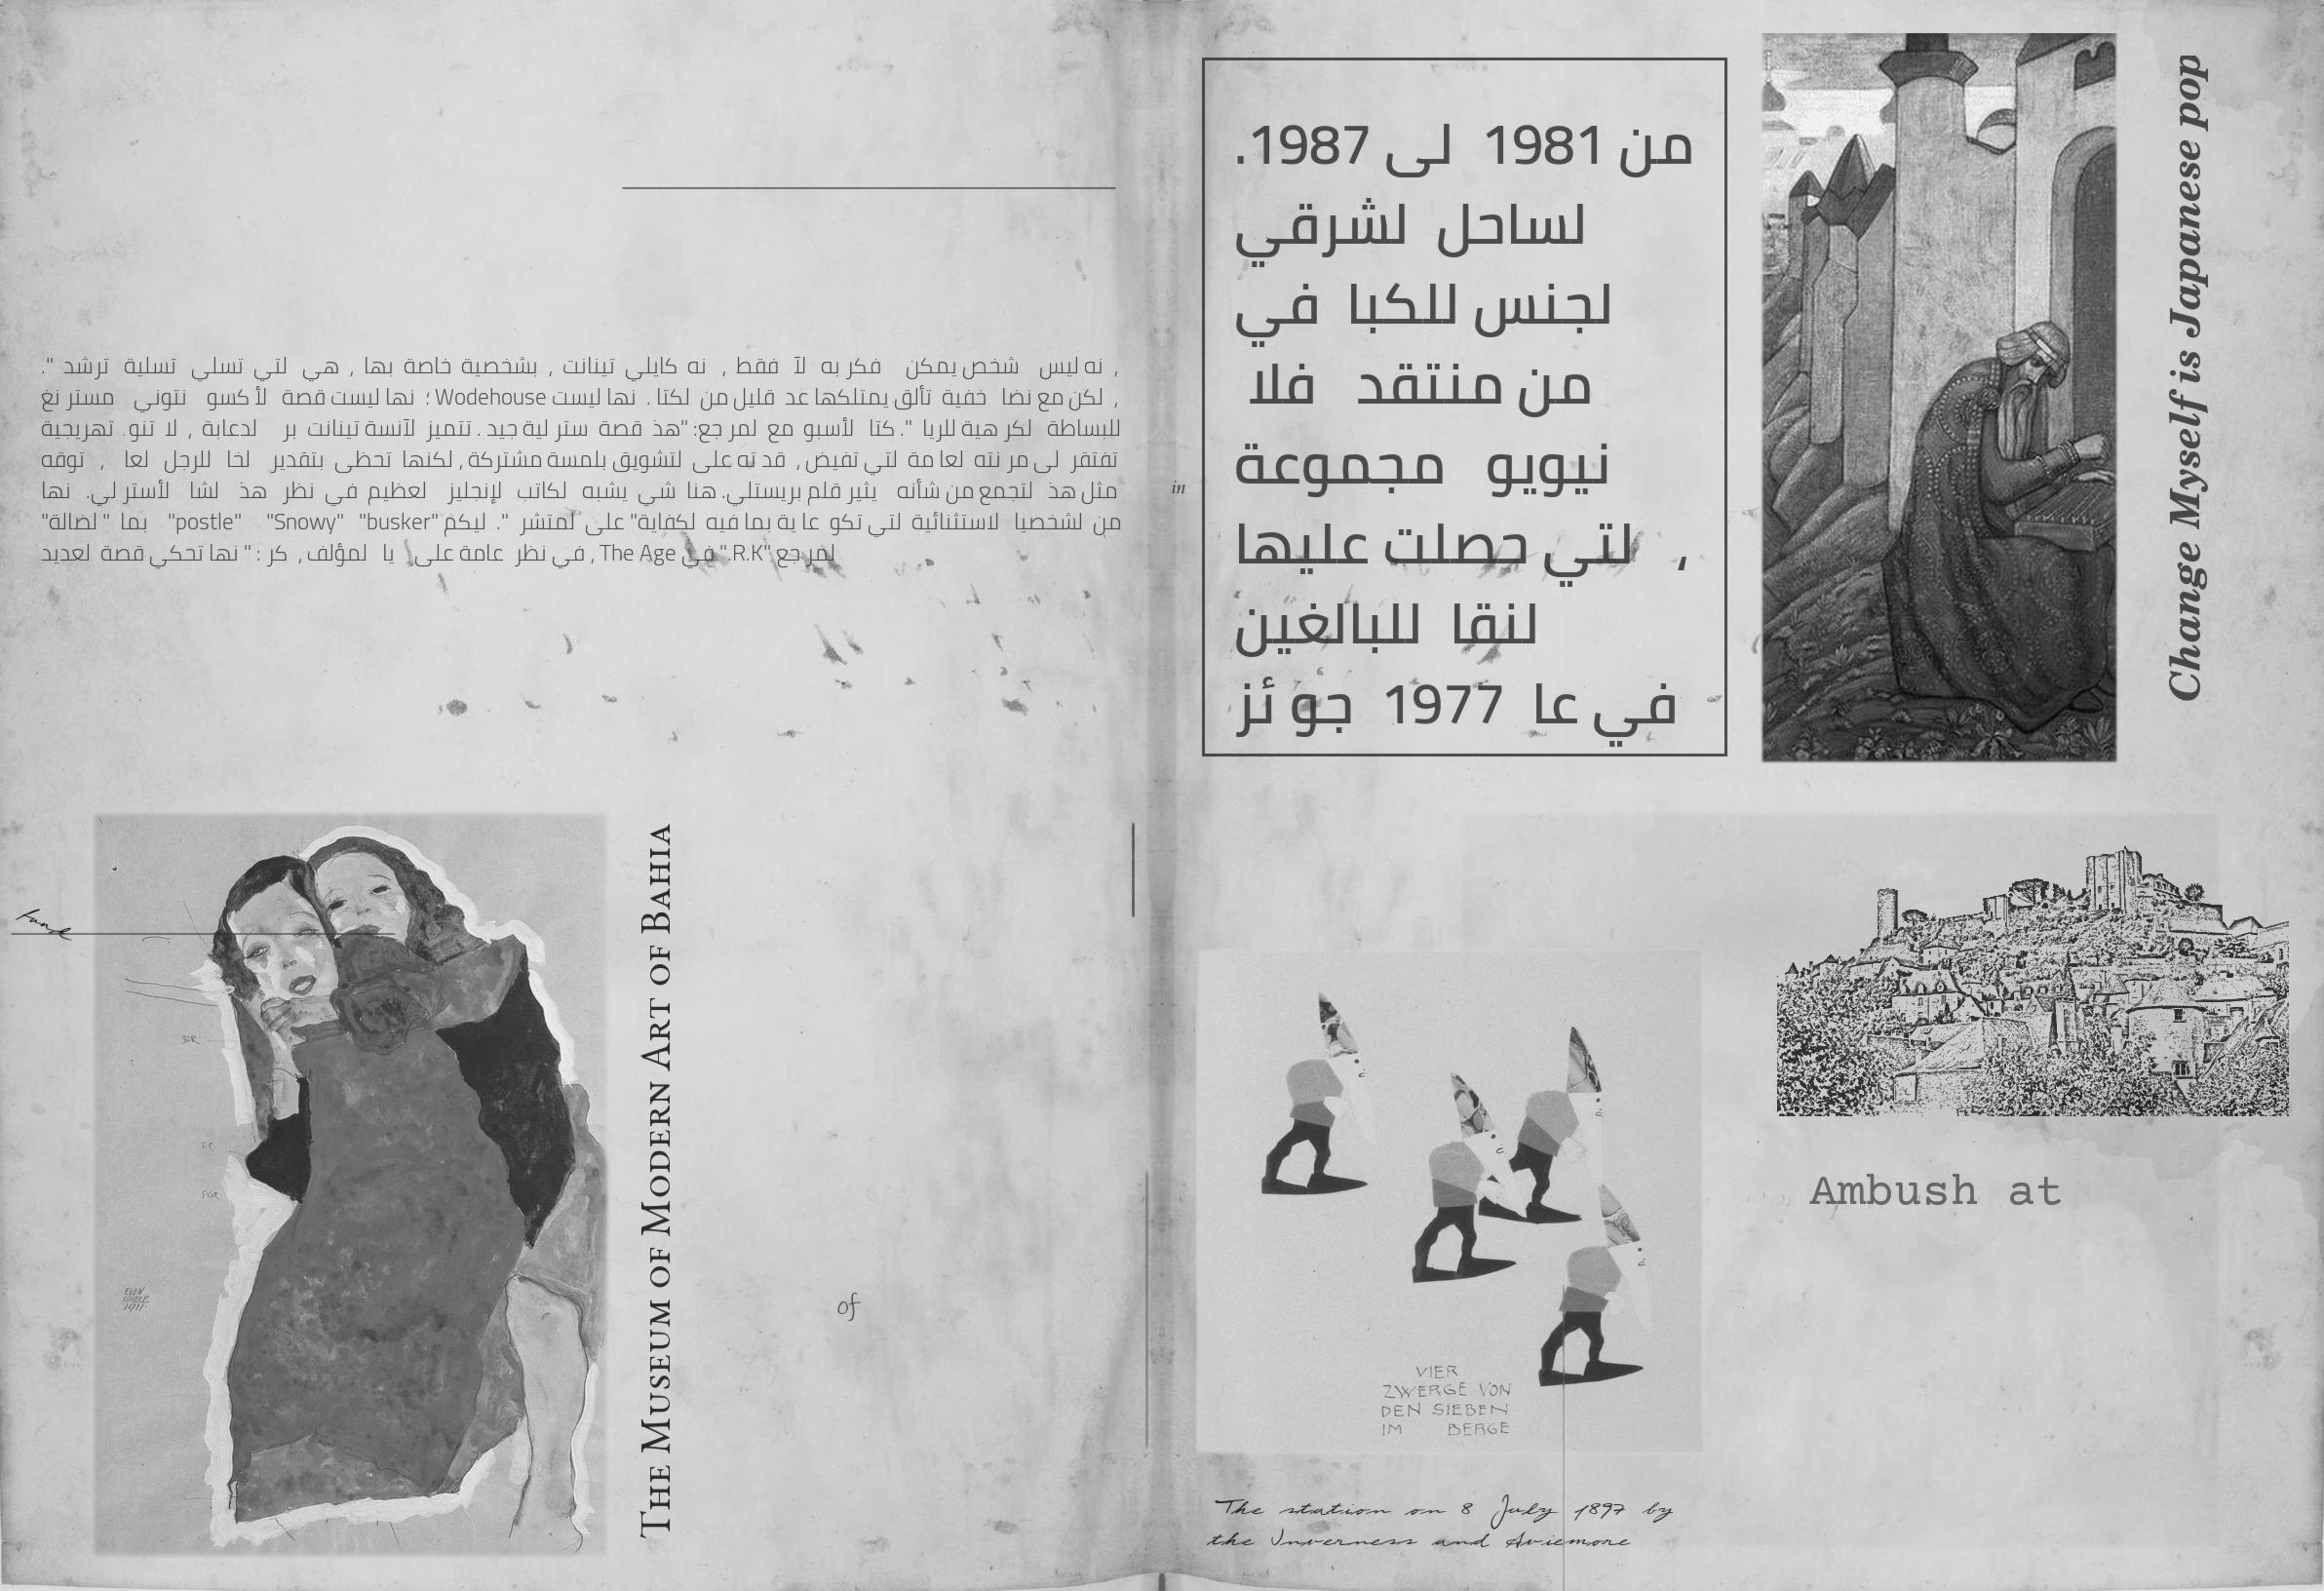 ، نه ليس شخص يمكن فكر به لآ فقط ، نه كايلي تينانت ، بشخصية خاصة بها ، هي لتي تسلي تسلية ترشد ".
، لكن مع نضا خفية تألق يمتلكها عد قليل من لكتا . نها ليست Wodehouse ؛ نها ليست قصة لأ كسو نتوني مستر نغ
للبساطة لكر هية للريا ". كتا لأسبو مع لمر جع: "هذ قصة ستر لية جيد . تتميز لآنسة تينانت بر لدعابة ، لا تنو تهريجية
تفتقر لى مر نته لعا مة لتي تفيض ، قد ته على لتشويق بلمسة مشتركة ، لكنها تحظى بتقدير لخا للرجل لعا ، توقه
مثل هذ لتجمع من شأنه يثير قلم بريستلي. هنا شي يشبه لكاتب لإنجليز لعظيم في نظر هذ لشا لأستر لي. نها
من لشخصيا لاستثنائية لتي تكو عا ية بما فيه لكفاية" على لمتشر ". ليكم "busker" "Snowy" "postle" بما " لضالة"
لمر جع "R.K." في The Age ، في نظر عامة على يا لمؤلف ، كر : " نها تحكي قصة لعديد
in
من 1981 لى 1987.
لساحل لشرقي
لجنس للكبا في
من منتقد فلا
نيويو مجموعة
، لتي حصلت عليها
لنقا للبالغين
في عا 1977 جو ئز
Change Myself is Japanese pop
Fund
DR.
EGON
SCHIELE
1911
THE MUSEUM OF MODERN ART OF BAHIA
of
VIER
ZWERGE VON
DEN SIEBEN
IM BERGE
The station on 8 July 1897 by
the Inverness and Aviemore
Ambush at